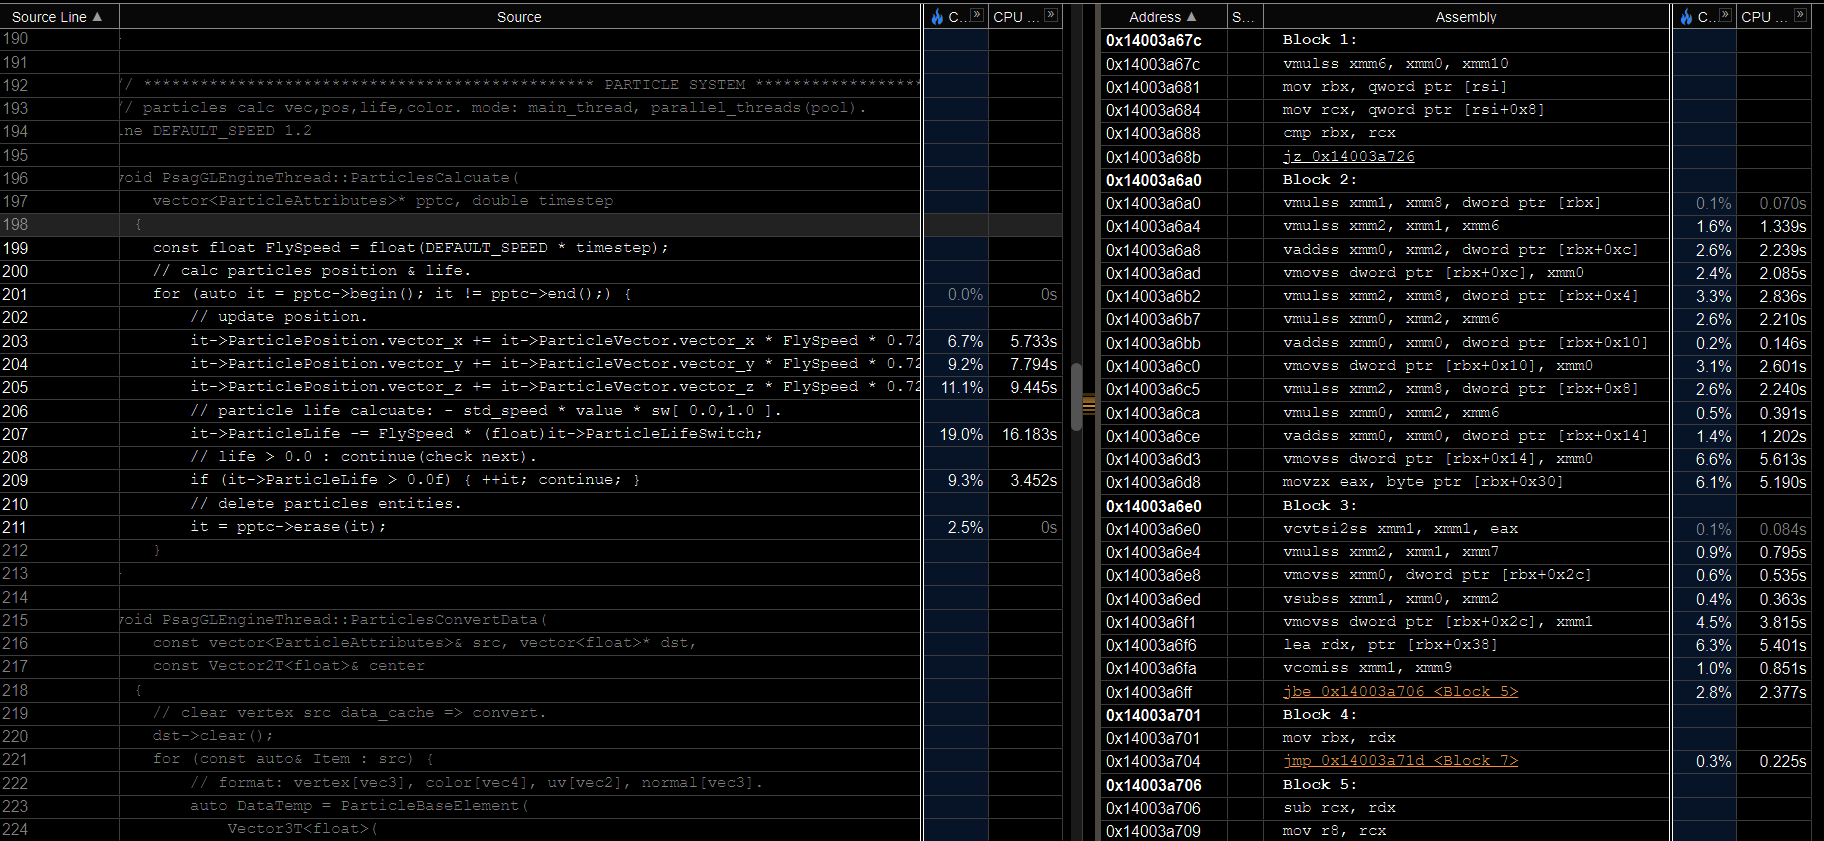 Source Line ▲ Source C... » CPU ... »
190
191
192 // ************************************************ PARTICLE SYSTEM ******************
193 // particles calc vec,pos,life,color. mode: main_thread, parallel_threads(pool).
194 ine DEFAULT_SPEED 1.2
195
196 void PsagGLEngineThread::ParticlesCalcuate(
197 vector<ParticleAttributes>* pptc, double timestep
198 {
199 const float FlySpeed = float(DEFAULT_SPEED * timestep);
200 // calc particles position & life.
201 for (auto it = pptc->begin(); it != pptc->end();) { 0.0% 0s
202 // update position.
203 it->ParticlePosition.vector_x += it->ParticleVector.vector_x * FlySpeed * 0.72 6.7% 5.733s
204 it->ParticlePosition.vector_y += it->ParticleVector.vector_y * FlySpeed * 0.72 9.2% 7.794s
205 it->ParticlePosition.vector_z += it->ParticleVector.vector_z * FlySpeed * 0.72 11.1% 9.445s
206 // particle life calcuate: - std_speed * value * sw[ 0.0,1.0 ].
207 it->ParticleLife -= FlySpeed * (float)it->ParticleLifeSwitch; 19.0% 16.183s
208 // life > 0.0 : continue(check next).
209 if (it->ParticleLife > 0.0f) { ++it; continue; } 9.3% 3.452s
210 // delete particles entities.
211 it = pptc->erase(it); 2.5% 0s
212 }
213
214
215 void PsagGLEngineThread::ParticlesConvertData(
216 const vector<ParticleAttributes>& src, vector<float>* dst,
217 const Vector2T<float>& center
218 {
219 // clear vertex src data_cache => convert.
220 dst->clear();
221 for (const auto& Item : src) {
222 // format: vertex[vec3], color[vec4], uv[vec2], normal[vec3].
223 auto DataTemp = ParticleBaseElement(
224 Vector3T<float>(
Address ▲ S... Assembly C... » CPU ... »
0x14003a67c Block 1:
0x14003a67c vmulss xmm6, xmm0, xmm10
0x14003a681 mov rbx, qword ptr [rsi]
0x14003a684 mov rcx, qword ptr [rsi+0x8]
0x14003a688 cmp rbx, rcx
0x14003a68b jz 0x14003a726
0x14003a6a0 Block 2:
0x14003a6a0 vmulss xmm1, xmm8, dword ptr [rbx] 0.1% 0.070s
0x14003a6a4 vmulss xmm2, xmm1, xmm6 1.6% 1.339s
0x14003a6a8 vaddss xmm0, xmm2, dword ptr [rbx+0xc] 2.6% 2.239s
0x14003a6ad vmovss dword ptr [rbx+0xc], xmm0 2.4% 2.085s
0x14003a6b2 vmulss xmm2, xmm8, dword ptr [rbx+0x4] 3.3% 2.836s
0x14003a6b7 vmulss xmm0, xmm2, xmm6 2.6% 2.210s
0x14003a6bb vaddss xmm0, xmm0, dword ptr [rbx+0x10] 0.2% 0.146s
0x14003a6c0 vmovss dword ptr [rbx+0x10], xmm0 3.1% 2.601s
0x14003a6c5 vmulss xmm2, xmm8, dword ptr [rbx+0x8] 2.6% 2.240s
0x14003a6ca vmulss xmm0, xmm2, xmm6 0.5% 0.391s
0x14003a6ce vaddss xmm0, xmm0, dword ptr [rbx+0x14] 1.4% 1.202s
0x14003a6d3 vmovss dword ptr [rbx+0x14], xmm0 6.6% 5.613s
0x14003a6d8 movzx eax, byte ptr [rbx+0x30] 6.1% 5.190s
0x14003a6e0 Block 3:
0x14003a6e0 vcvtsi2ss xmm1, xmm1, eax 0.1% 0.084s
0x14003a6e4 vmulss xmm2, xmm1, xmm7 0.9% 0.795s
0x14003a6e8 vmovss xmm0, dword ptr [rbx+0x2c] 0.6% 0.535s
0x14003a6ed vsubss xmm1, xmm0, xmm2 0.4% 0.363s
0x14003a6f1 vmovss dword ptr [rbx+0x2c], xmm1 4.5% 3.815s
0x14003a6f6 lea rdx, ptr [rbx+0x38] 6.3% 5.401s
0x14003a6fa vcomiss xmm1, xmm9 1.0% 0.851s
0x14003a6ff jbe 0x14003a706 <Block 5> 2.8% 2.377s
0x14003a701 Block 4:
0x14003a701 mov rbx, rdx
0x14003a704 jmp 0x14003a71d <Block 7> 0.3% 0.225s
0x14003a706 Block 5:
0x14003a706 sub rcx, rdx
0x14003a709 mov r8, rcx